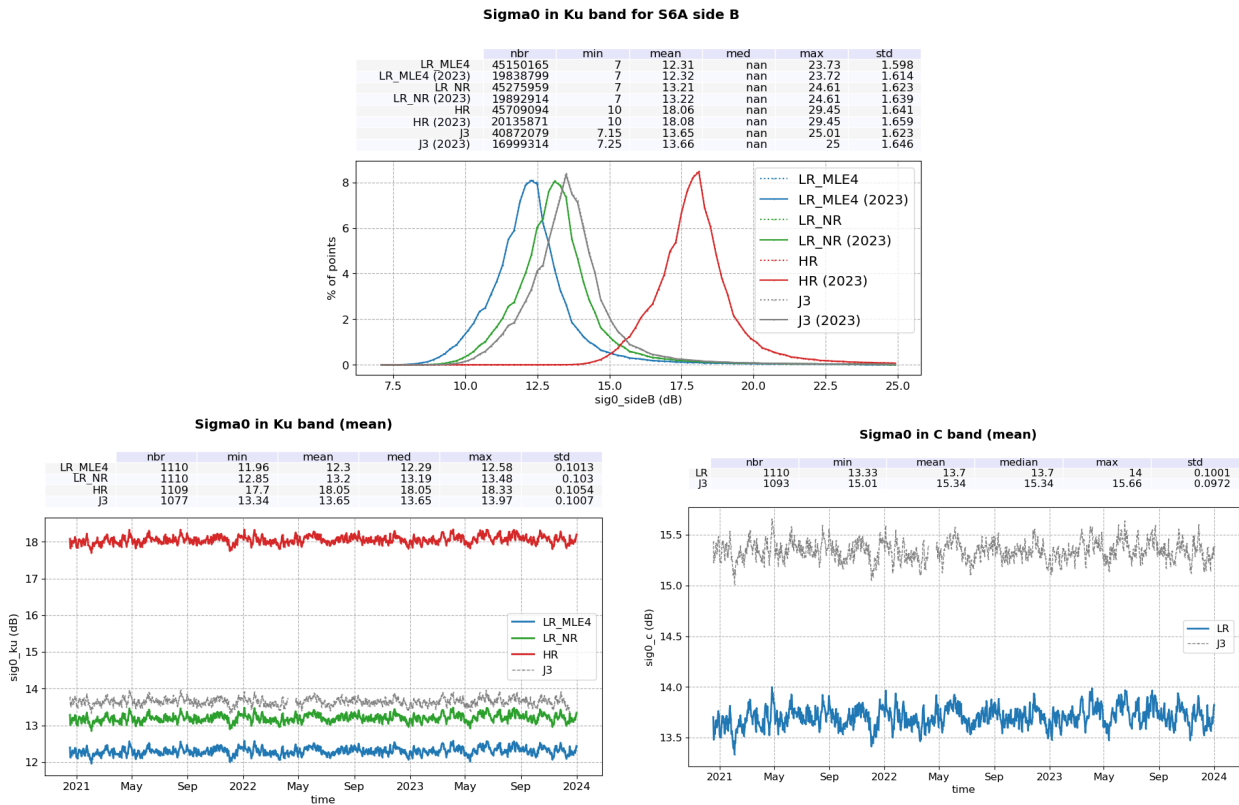 Sigma0 in Ku band for S6A side B
nbr min mean med max std
LR_MLE4 45150165 7 12.31 nan 23.73 1.598
LR_MLE4 (2023) 19838799 7 12.32 nan 23.72 1.614
LR_NR 45275959 7 13.21 nan 24.61 1.623
LR_NR (2023) 19892914 7 13.22 nan 24.61 1.639
HR 45709094 10 18.06 nan 29.45 1.641
HR (2023) 20135871 10 18.08 nan 29.45 1.659
J3 40872079 7.15 13.65 nan 25.01 1.623
J3 (2023) 16999314 7.25 13.66 nan 25 1.646
% of points
8
6
4
2
0
7.5 10.0 12.5 15.0 17.5 20.0 22.5 25.0
sig0_sideB (dB)
LR_MLE4
LR_MLE4 (2023)
LR_NR
LR_NR (2023)
HR
HR (2023)
J3
J3 (2023)
Sigma0 in Ku band (mean)
nbr min mean med max std
LR_MLE4 1110 11.96 12.3 12.29 12.58 0.1013
LR_NR 1110 12.85 13.2 13.19 13.48 0.103
HR 1109 17.7 18.05 18.05 18.33 0.1054
J3 1077 13.34 13.65 13.65 13.97 0.1007
sig0_ku (dB)
18
17
16
15
14
13
12
2021 May Sep 2022 May Sep 2023 May Sep 2024
time
LR_MLE4
LR_NR
HR
J3
Sigma0 in C band (mean)
nbr min mean median max std
LR 1110 13.33 13.7 13.7 14 0.1001
J3 1093 15.01 15.34 15.34 15.66 0.0972
sig0_c (dB)
15.5
15.0
14.5
14.0
13.5
2021 May Sep 2022 May Sep 2023 May Sep 2024
time
LR
J3